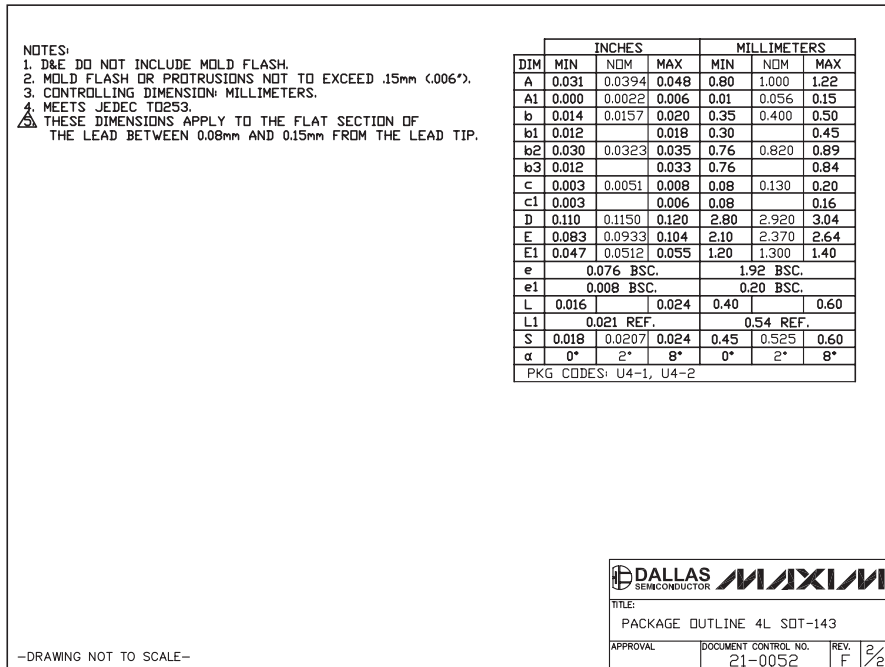 NOTES:
1. D&E DO NOT INCLUDE MOLD FLASH.
2. MOLD FLASH OR PROTRUSIONS NOT TO EXCEED .15mm (.006").
3. CONTROLLING DIMENSION: MILLIMETERS.
4. MEETS JEDEC TO253.
5. THESE DIMENSIONS APPLY TO THE FLAT SECTION OF
THE LEAD BETWEEN 0.08mm AND 0.15mm FROM THE LEAD TIP.
INCHES MILLIMETERS
DIM MIN NOM MAX MIN NOM MAX
A 0.031 0.0394 0.048 0.80 1.000 1.22
A1 0.000 0.0022 0.006 0.01 0.056 0.15
b 0.014 0.0157 0.020 0.35 0.400 0.50
b1 0.012 0.018 0.30 0.45
b2 0.030 0.0323 0.035 0.76 0.820 0.89
b3 0.012 0.033 0.76 0.84
c 0.003 0.0051 0.008 0.08 0.130 0.20
c1 0.003 0.006 0.08 0.16
D 0.110 0.1150 0.120 2.80 2.920 3.04
E 0.083 0.0933 0.104 2.10 2.370 2.64
E1 0.047 0.0512 0.055 1.20 1.300 1.40
e 0.076 BSC. 1.92 BSC.
e1 0.008 BSC. 0.20 BSC.
L 0.016 0.024 0.40 0.60
L1 0.021 REF. 0.54 REF.
S 0.018 0.0207 0.024 0.45 0.525 0.60
α 0° 2° 8° 0° 2° 8°
PKG CODES: U4-1, U4-2
DALLAS SEMICONDUCTOR MAXIM
TITLE:
PACKAGE OUTLINE 4L SOT-143
APPROVAL DOCUMENT CONTROL NO. REV.
21-0052 F 2/2
-DRAWING NOT TO SCALE-